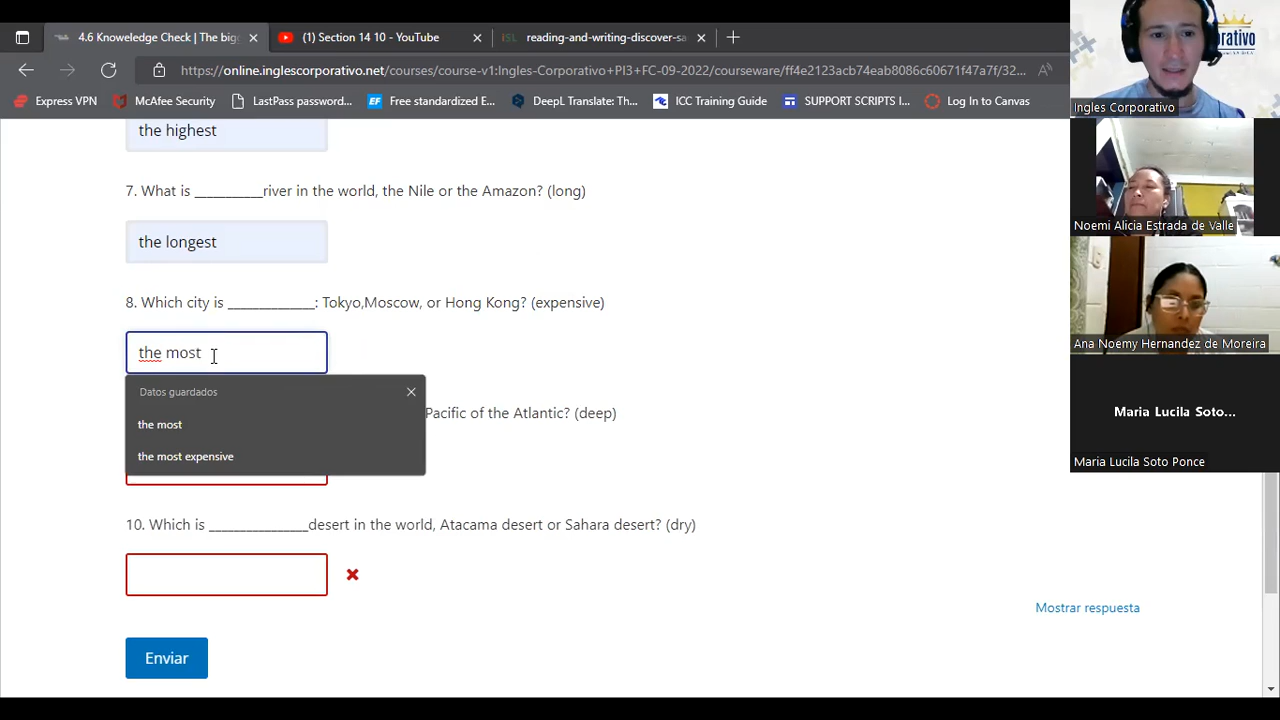 4.6 Knowledge Check | The big
(1) Section 14 10 - YouTube
reading-and-writing-discover-sa
https://online.inglescorporativo.net/courses/course-v1:Ingles-Corporativo+PI3+FC-09-2022/courseware/ff4e2123acb74eab8086c60671f47a7f/32...
Express VPN
McAfee Security
LastPass password...
Free standardized E...
DeepL Translate: Th...
ICC Training Guide
SUPPORT SCRIPTS I...
Log In to Canvas
the highest
7. What is __________river in the world, the Nile or the Amazon? (long)
the longest
8. Which city is _____________: Tokyo,Moscow, or Hong Kong? (expensive)
the most
Datos guardados
the most
the most expensive
Pacific of the Atlantic? (deep)
10. Which is _______________desert in the world, Atacama desert or Sahara desert? (dry)
Mostrar respuesta
Enviar
Ingles Corporativo
Noemi Alicia Estrada de Valle
Ana Noemy Hernandez de Moreira
Maria Lucila Soto...
Maria Lucila Soto Ponce